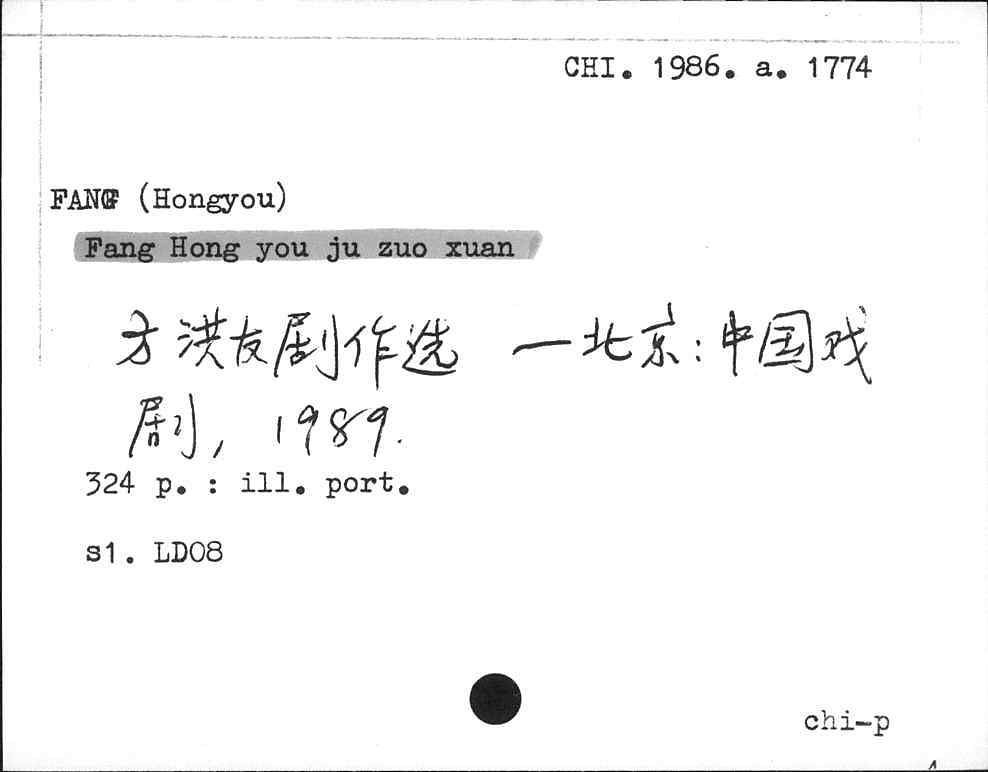 CHI. 1986. a. 1774
FANG (Hongyou)
Fang Hong you ju zuo xuan
方洪友剧作选 — 北京: 中国戏
剧, 1989.
324 p. : ill. port.
s1. LD08
chi-p